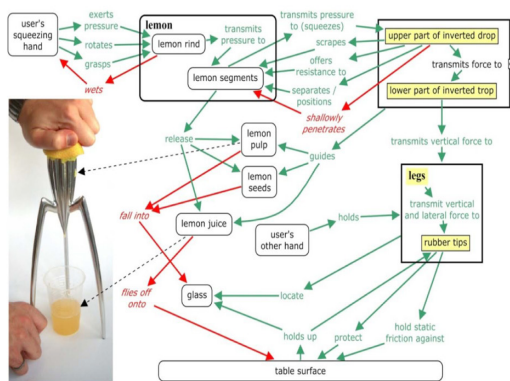 user's
squeezing
hand
exerts
pressure
rotates
grasps
wets
lemon
lemon rind
transmits
pressure to
lemon segments
transmits pressure
to (squeezes)
scrapes
offers
resistance to
separates /
positions
shallowly
penetrates
upper part of inverted drop
transmits force to
lower part of inverted trop
release
lemon
pulp
lemon
seeds
guides
transmits vertical force to
legs
transmit vertical
and lateral force to
rubber tips
fall into
lemon juice
user's
other hand
holds
flies off
onto
glass
locate
holds up
protect
hold static
friction against
table surface